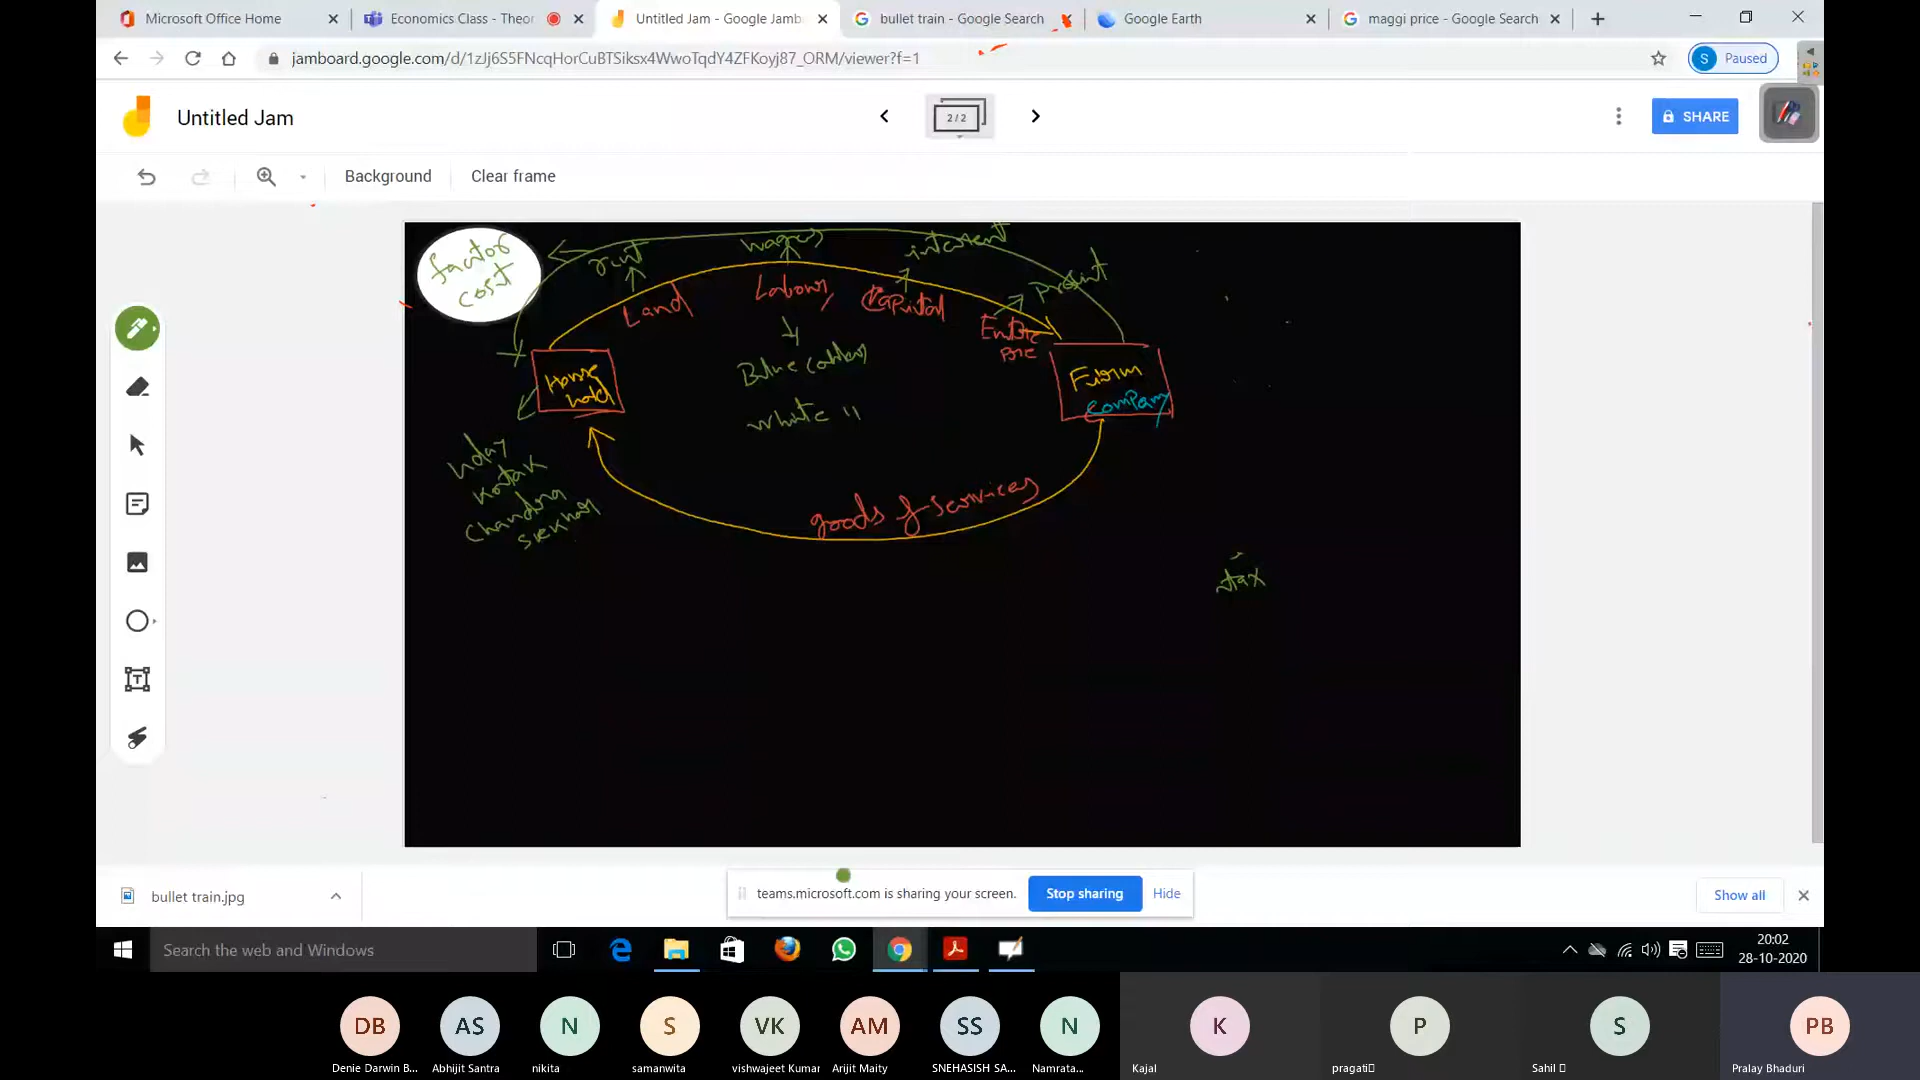 Microsoft Office Home
Economics Class - Theor
Untitled Jam - Google Jamb
bullet train - Google Search
Google Earth
maggi price - Google Search
jamboard.google.com/d/1zJj6S5FNcqHorCuBTSiksx4WwoTqdY4ZFKoyj87_ORM/viewer?f=1
S Paused
Untitled Jam
2 / 2
SHARE
Background
Clear frame
factor
cost
rent
wages
interest
Land
Labour
Capital
House
hold
Blue
white "
company
Uday
Kotak
Chandra
goods & services
tax
bullet train.jpg
teams.microsoft.com is sharing your screen.
Stop sharing
Hide
Show all
Search the web and Windows
20:02
28-10-2020
DB
AS
N
S
VK
AM
SS
N
K
P
S
PB
Denie Darwin B...
Abhijit Santra
nikita
samanwita
vishwajeet Kumar
Arijit Maity
SNEHASISH SA...
Namrata...
Kajal
pragati
Sahil
Pralay Bhaduri